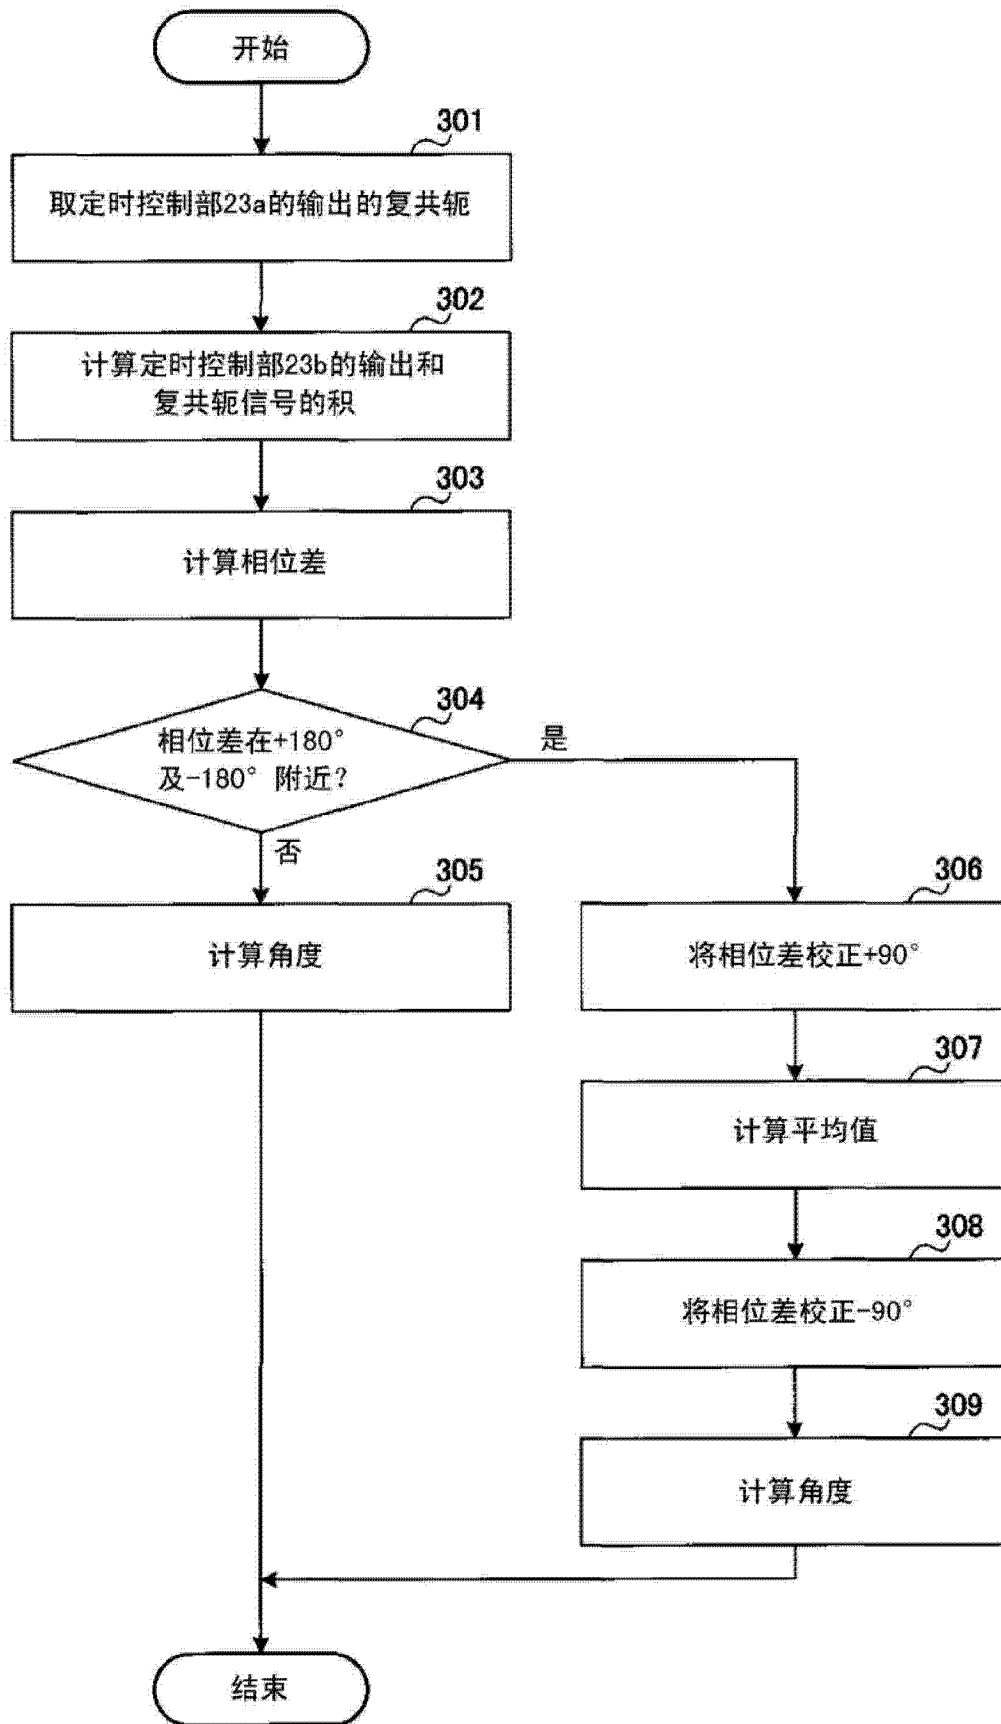 开始
301
取定时控制部23a的输出的复共轭
302
计算定时控制部23b的输出和
复共轭信号的积
303
计算相位差
304
相位差在+180°
及-180°附近?
是
否
305
计算角度
306
将相位差校正+90°
307
计算平均值
308
将相位差校正-90°
309
计算角度
结束